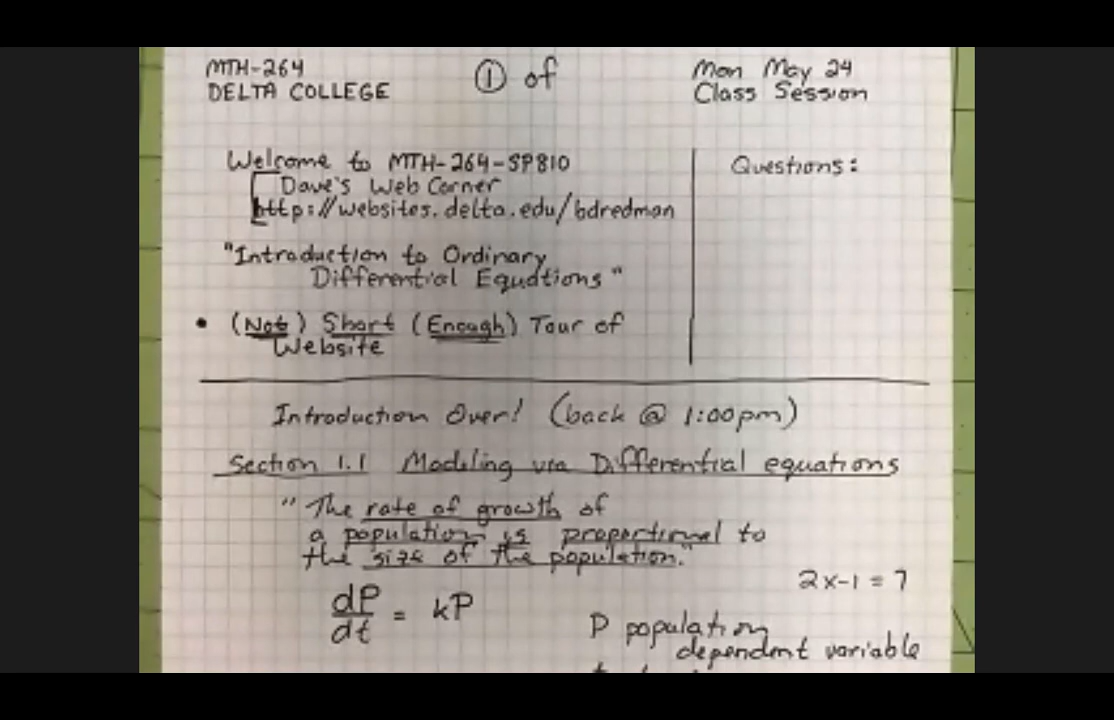 MTH-264
DELTA COLLEGE
① of
Mon May 24
Class Session
Welcome to MTH-264-SP810
Dave's Web Corner
http://websites.delta.edu/bdredman
"Introduction to Ordinary
Differential Equations"
• (Not) Short (Enough) Tour of
Website
Questions:
Introduction Over! (back @ 1:00pm)
Section 1.1 Modeling via Differential equations
"The rate of growth of
a population is proportional to
the size of the population."
2x-1 = 7
dP/dt = kP
P population
dependent variable